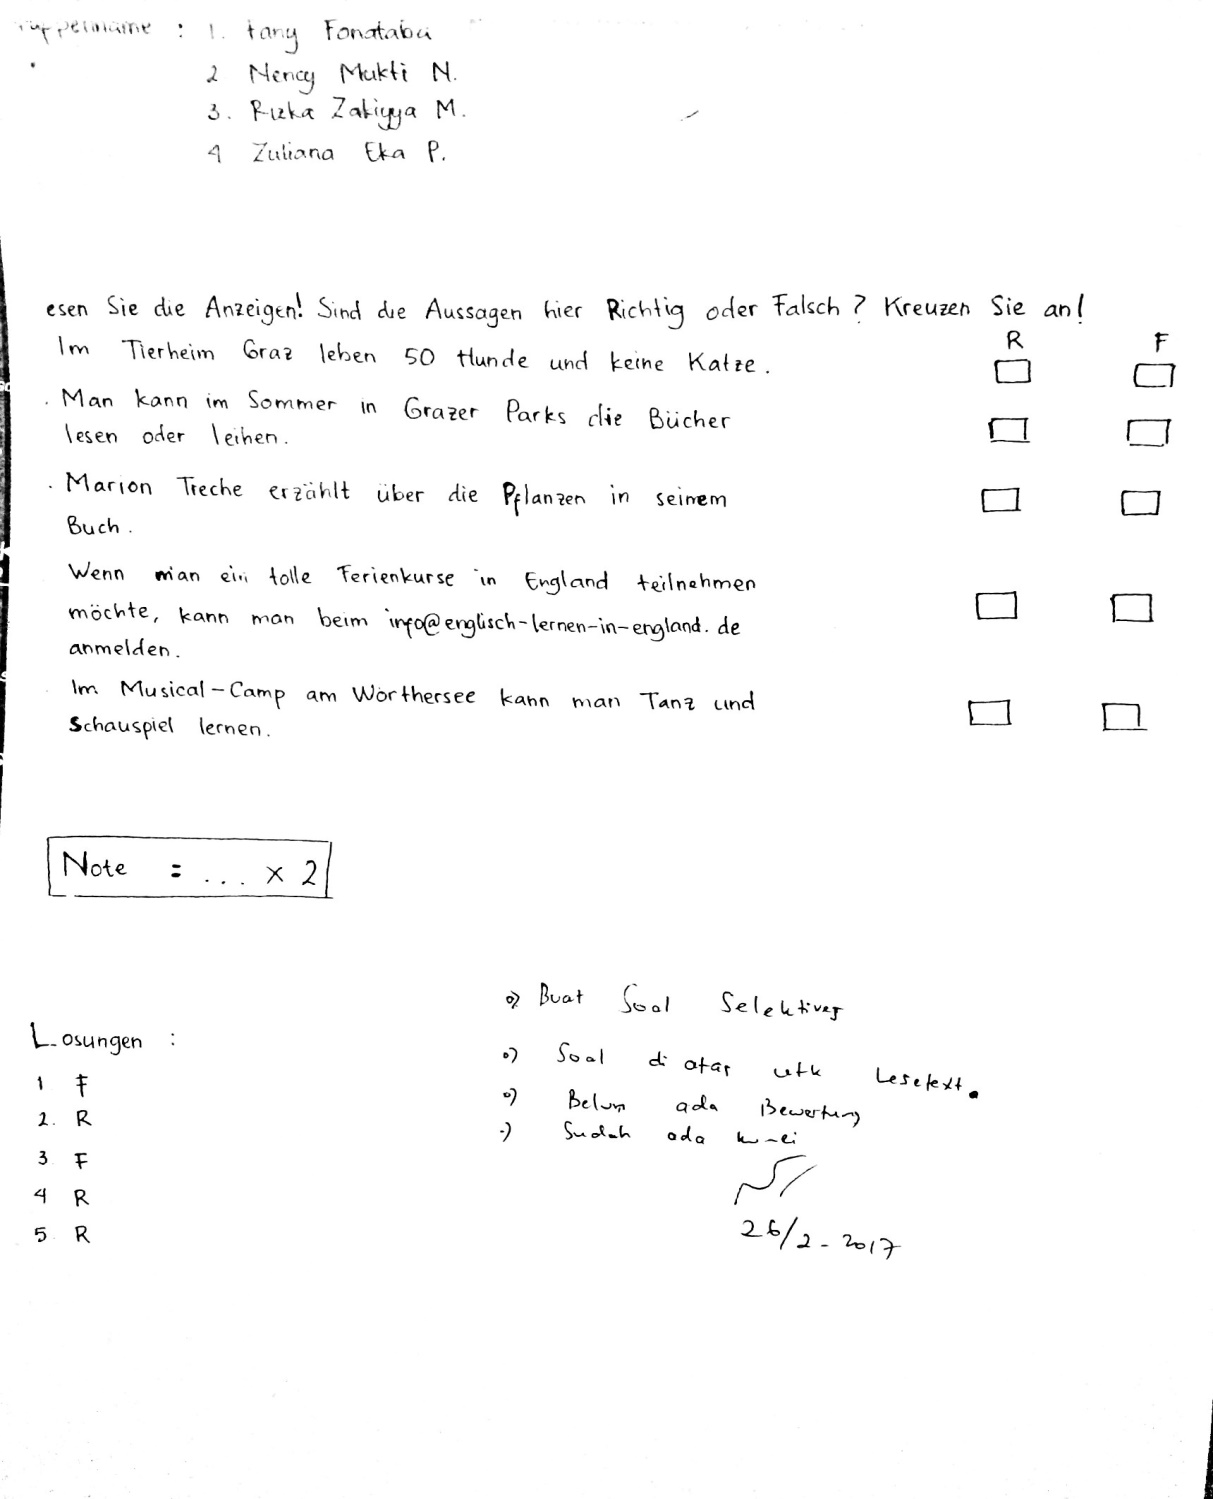 : 1. tany Fonataba
2 Nency Mukti N.
3. Rizka Zakiyya M.
4 Zuliana Eka P.
esen Sie die Anzeigen! Sind die Aussagen hier Richtig oder Falsch? Kreuzen Sie an!
R F
Im Tierheim Graz leben 50 Hunde und keine Katze.
. Man kann im Sommer in Grazer Parks die Bücher
lesen oder leihen.
. Marion Treche erzählt über die Pflanzen in seinem
Buch.
Wenn man ein tolle Ferienkurse in England teilnehmen
möchte, kann man beim info@englisch-lernen-in-england.de
anmelden.
Im Musical-Camp am Wörthersee kann man Tanz und
Schauspiel lernen.
Note = ... x 2
Losungen :
1 F
2. R
3 F
4 R
5. R
Buat Soal Selektives
Soal di atas utk Lesetext.
Belum ada Bewertung
Sudah ada
26/2-2017